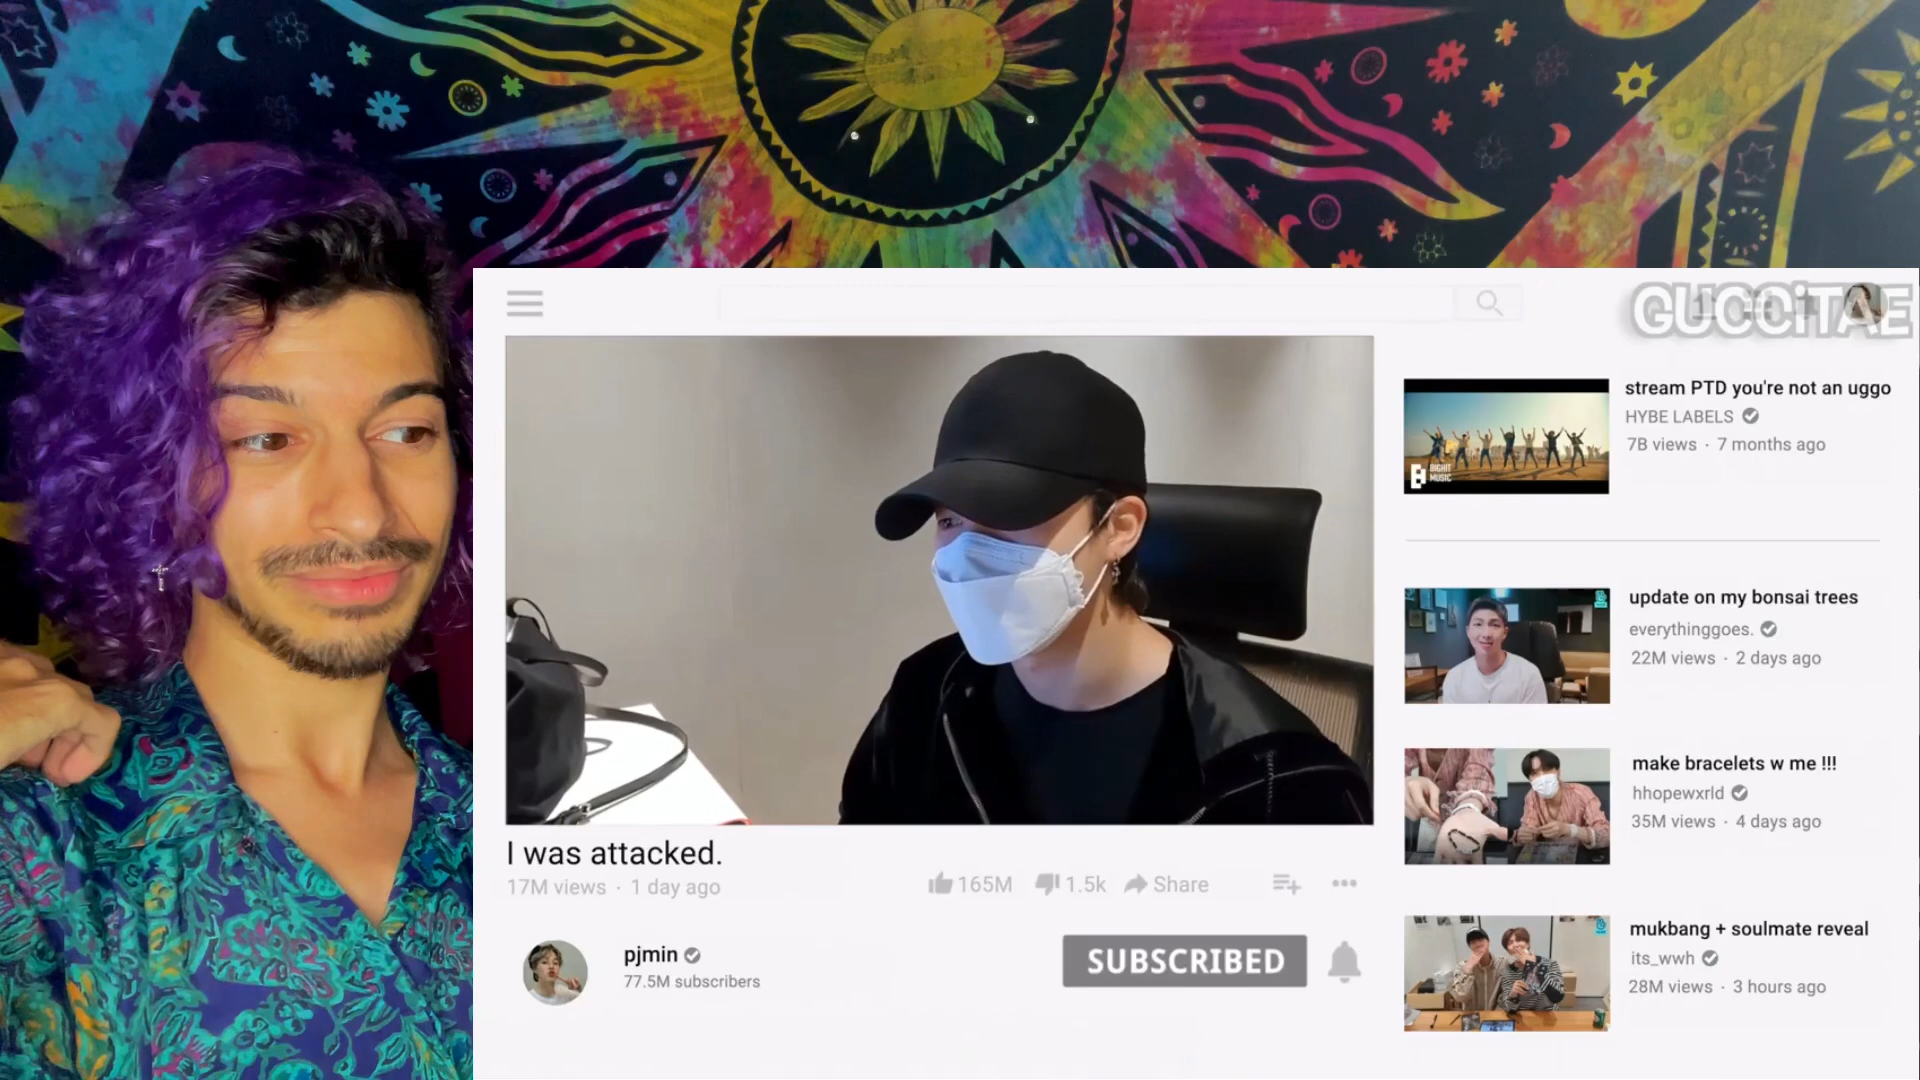 GUCCiTAE
stream PTD you're not an uggo
HYBE LABELS
7B views · 7 months ago
BIGHIT
MUSIC
update on my bonsai trees
everythinggoes.
22M views · 2 days ago
make bracelets w me !!!
hhopewxrld
35M views · 4 days ago
I was attacked.
17M views · 1 day ago
165M
1.5k
Share
pjmin
77.5M subscribers
SUBSCRIBED
mukbang + soulmate reveal
its_wwh
28M views · 3 hours ago